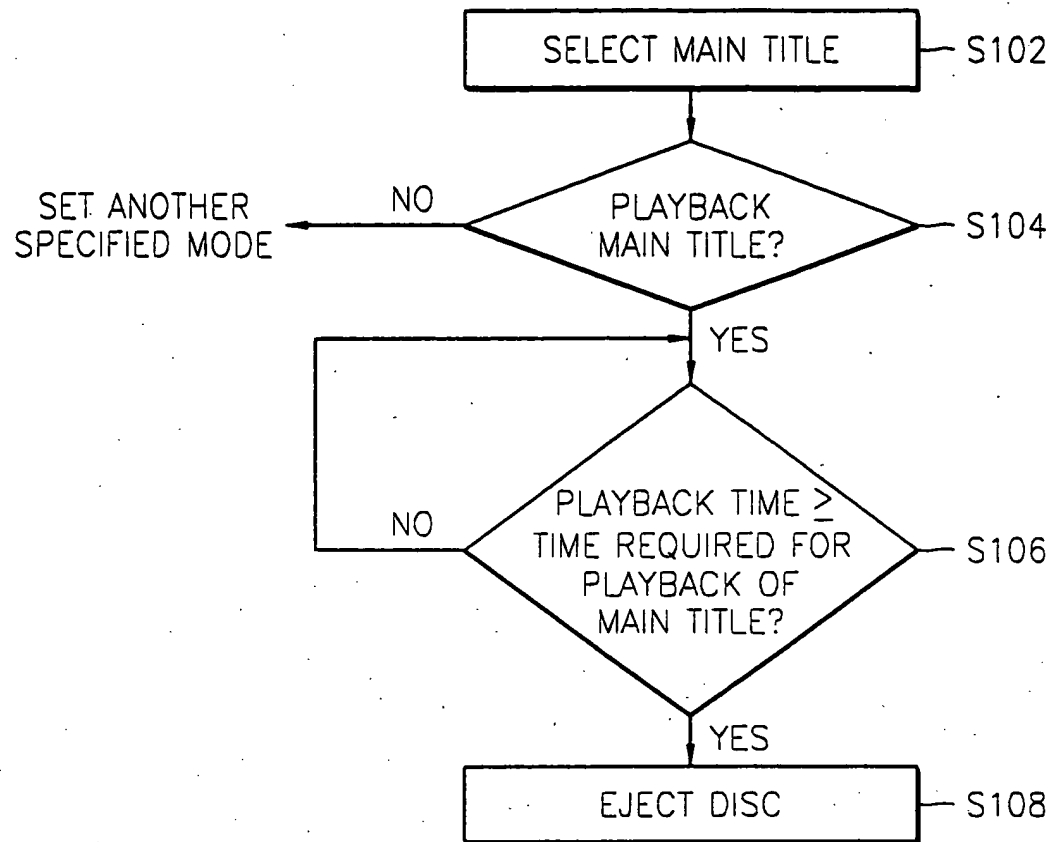 SELECT MAIN TITLE
S102
PLAYBACK
MAIN TITLE?
S104
NO
SET ANOTHER
SPECIFIED MODE
YES
PLAYBACK TIME ≥
TIME REQUIRED FOR
PLAYBACK OF
MAIN TITLE?
S106
NO
YES
EJECT DISC
S108